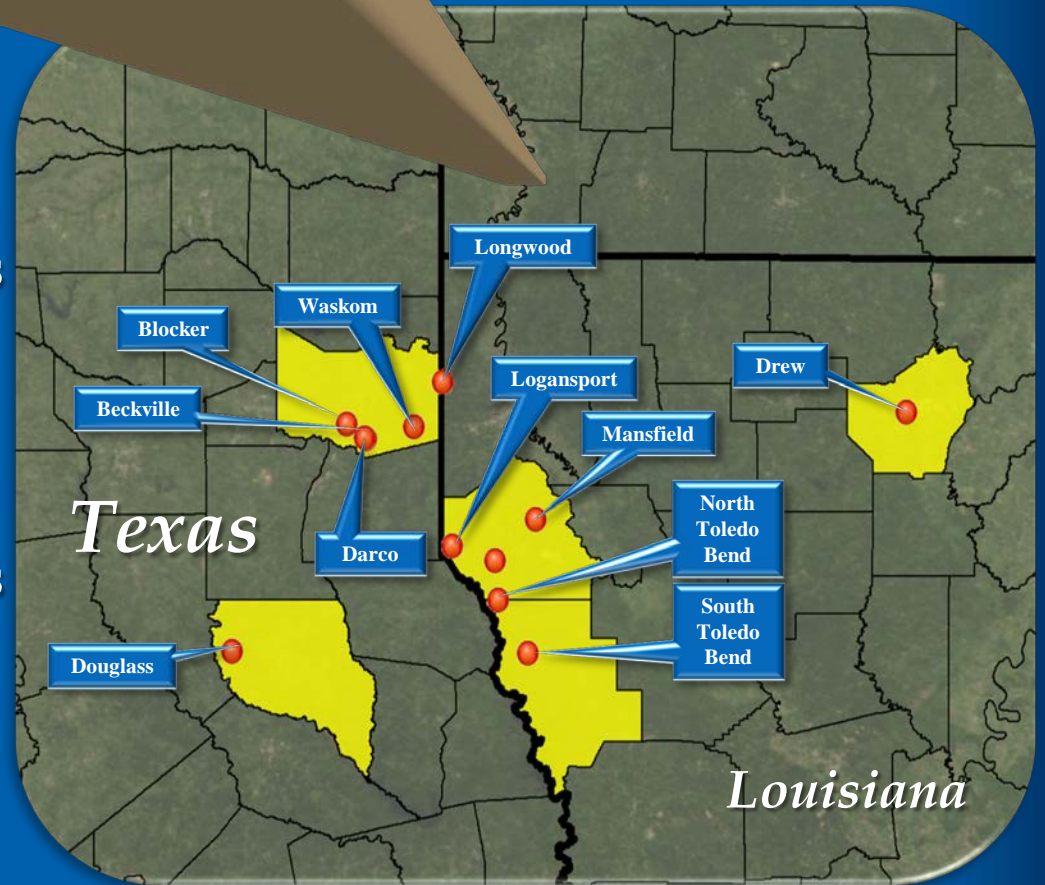 Longwood
Waskom
Blocker
Logansport
Drew
Beckville
Mansfield
North
Toledo
Bend
Texas
Darco
South
Toledo
Bend
Douglass
Louisiana